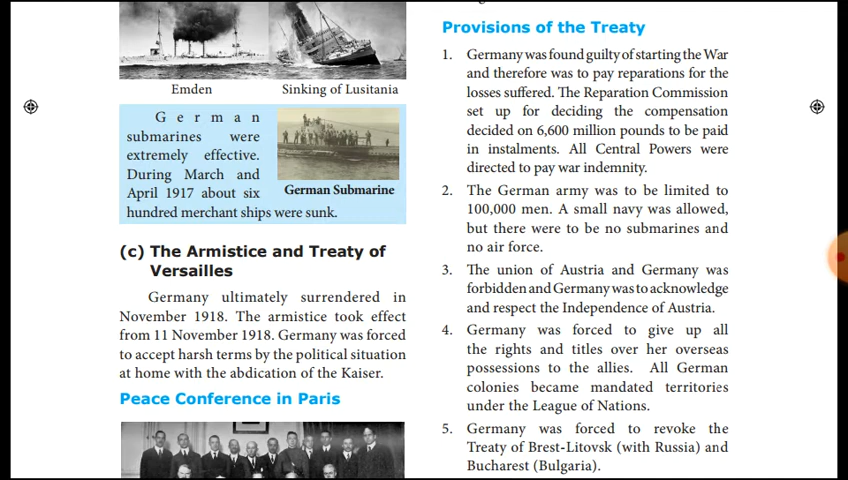 Emden
Sinking of Lusitania
German
submarines were
extremely effective.
During March and
April 1917 about six
hundred merchant ships were sunk.
German Submarine
(c) The Armistice and Treaty of
Versailles
Germany ultimately surrendered in
November 1918. The armistice took effect
from 11 November 1918. Germany was forced
to accept harsh terms by the political situation
at home with the abdication of the Kaiser.
Peace Conference in Paris
Provisions of the Treaty
1. Germany was found guilty of starting the War
and therefore was to pay reparations for the
losses suffered. The Reparation Commission
set up for deciding the compensation
decided on 6,600 million pounds to be paid
in instalments. All Central Powers were
directed to pay war indemnity.
2. The German army was to be limited to
100,000 men. A small navy was allowed,
but there were to be no submarines and
no air force.
3. The union of Austria and Germany was
forbidden and Germany was to acknowledge
and respect the Independence of Austria.
4. Germany was forced to give up all
the rights and titles over her overseas
possessions to the allies. All German
colonies became mandated territories
under the League of Nations.
5. Germany was forced to revoke the
Treaty of Brest-Litovsk (with Russia) and
Bucharest (Bulgaria).